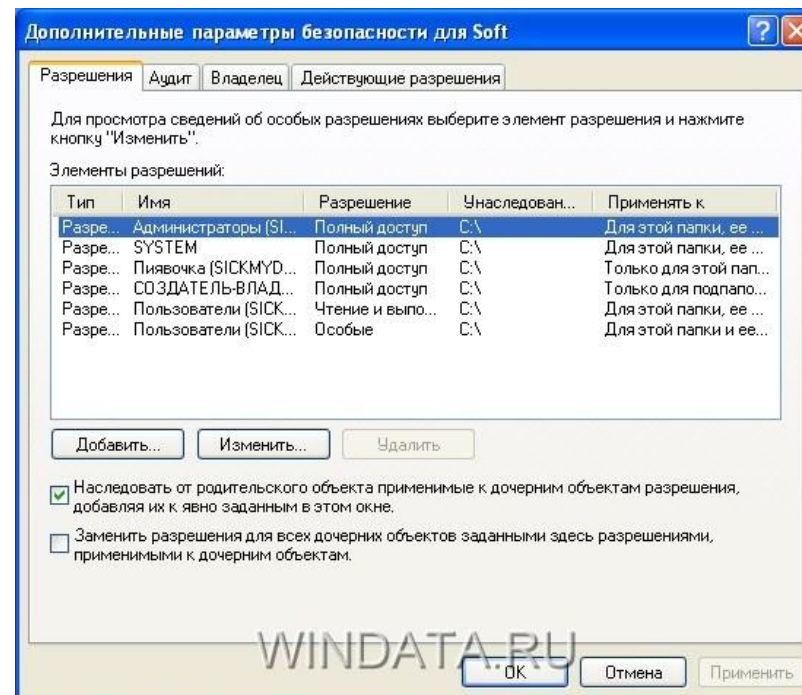 Дополнительные параметры безопасности для Soft
Разрешения Аудит Владелец Действующие разрешения
Для просмотра сведений об особых разрешениях выберите элемент разрешения и нажмите
кнопку "Изменить".
Элементы разрешений:
Тип Имя Разрешение Унаследован... Применять к
Разре... Администраторы (SI... Полный доступ C:\ Для этой папки, ее ...
Разре... SYSTEM Полный доступ C:\ Для этой папки, ее ...
Разре... Пиявочка (SICKMYD... Полный доступ C:\ Только для этой пап...
Разре... СОЗДАТЕЛЬ-ВЛАД... Полный доступ C:\ Только для подпапо...
Разре... Пользователи (SICK... Чтение и выпо... C:\ Для этой папки, ее ...
Разре... Пользователи (SICK... Особые C:\ Для этой папки и ее...
Добавить... Изменить... Удалить
Наследовать от родительского объекта применимые к дочерним объектам разрешения,
добавляя их к явно заданным в этом окне.
Заменить разрешения для всех дочерних объектов заданными здесь разрешениями,
применимыми к дочерним объектам.
WINDATA.RU
OK Отмена Применить